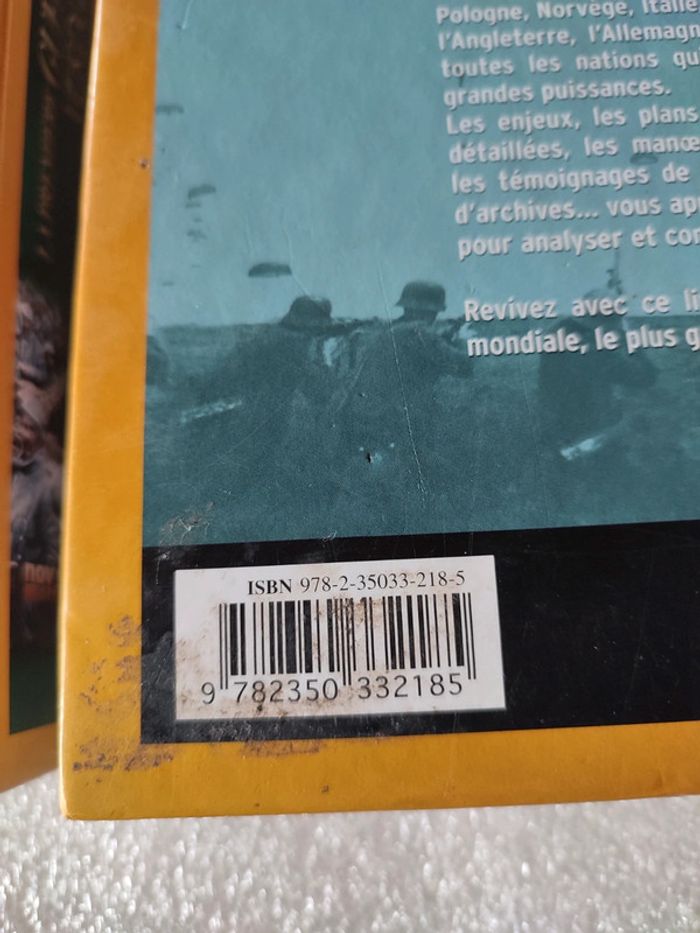 Pologne, Norvège, Italie
l'Angleterre, l'Allemagn
toutes les nations qu
grandes puissances.
Les enjeux, les plans
détaillées, les manœ
les témoignages de
d'archives... vous ap
pour analyser et con
Revivez avec ce li
mondiale, le plus g
ISBN 978-2-35033-218-5
9 782350 332185
nov